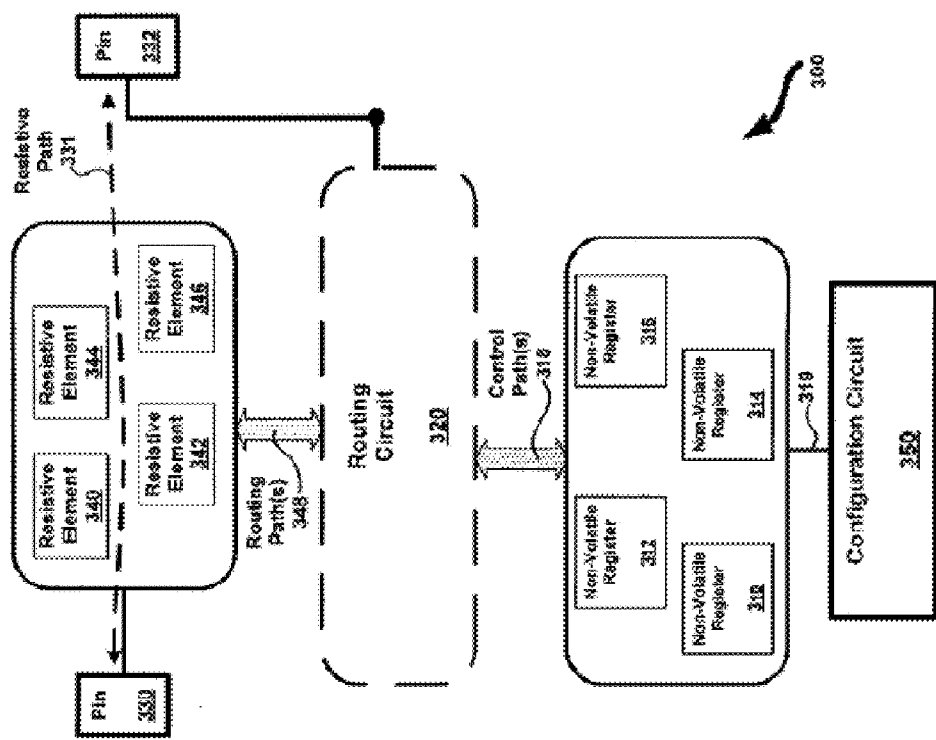 Pin
332
Resistive
Path
331
Pin
330
Resistive
Element
340
Resistive
Element
344
Resistive
Element
342
Resistive
Element
346
Routing
Path(s)
348
Routing
Circuit
320
Control
Path(s)
318
300
Non-Volatile
Register
312
Non-Volatile
Register
316
Non-Volatile
Register
310
Non-Volatile
Register
314
319
Configuration Circuit
350